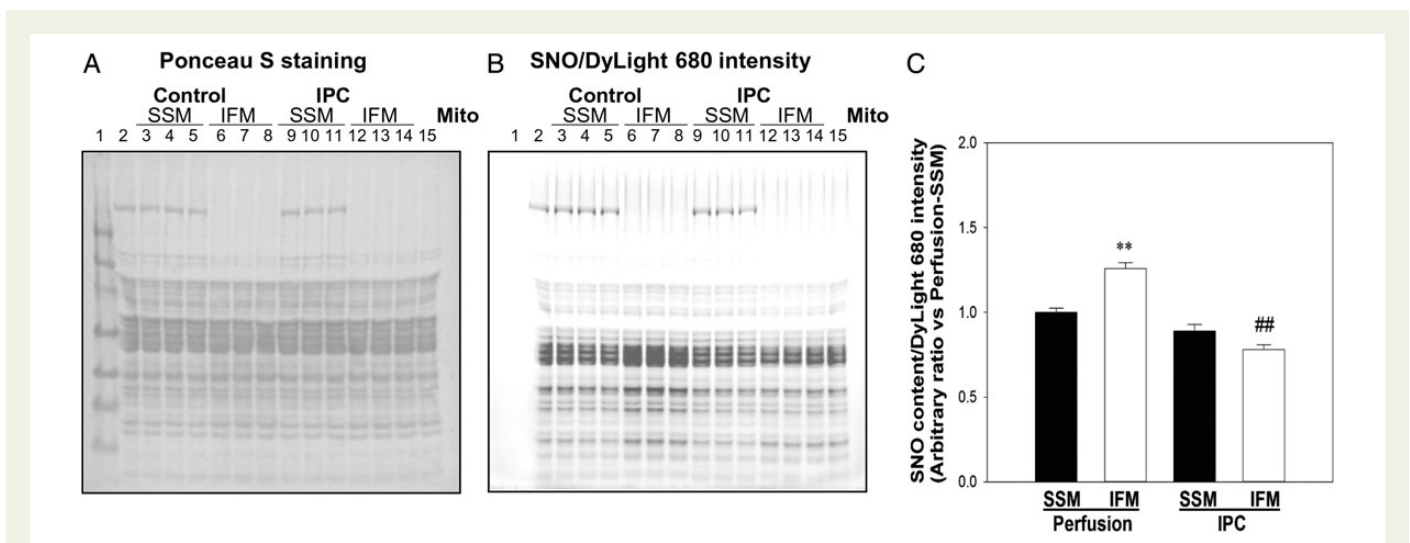 A Ponceau S staining
Control IPC
SSM IFM SSM IFM Mito
1 2 3 4 5 6 7 8 9 10 11 12 13 14 15
B SNO/DyLight 680 intensity
Control IPC
SSM IFM SSM IFM Mito
1 2 3 4 5 6 7 8 9 10 11 12 13 14 15
C
SNO content/DyLight 680 intensity
(Arbitrary ratio vs Perfusion-SSM)
2.0
1.5
1.0
0.5
0.0
**
##
SSM IFM SSM IFM
Perfusion IPC